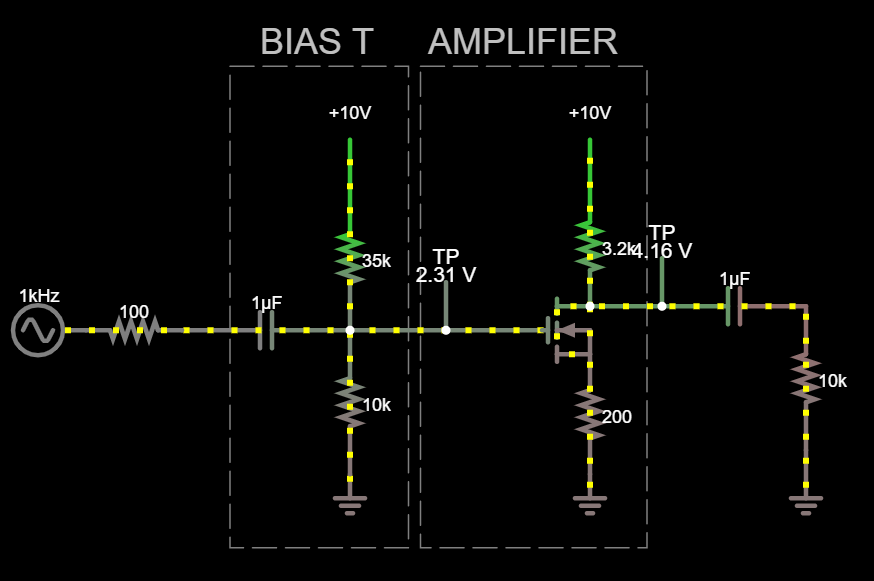 BIAS T
AMPLIFIER
+10V
+10V
35k
3.2k
TP
4.16 V
TP
2.31 V
1kHz
100
1μF
1μF
10k
200
10k